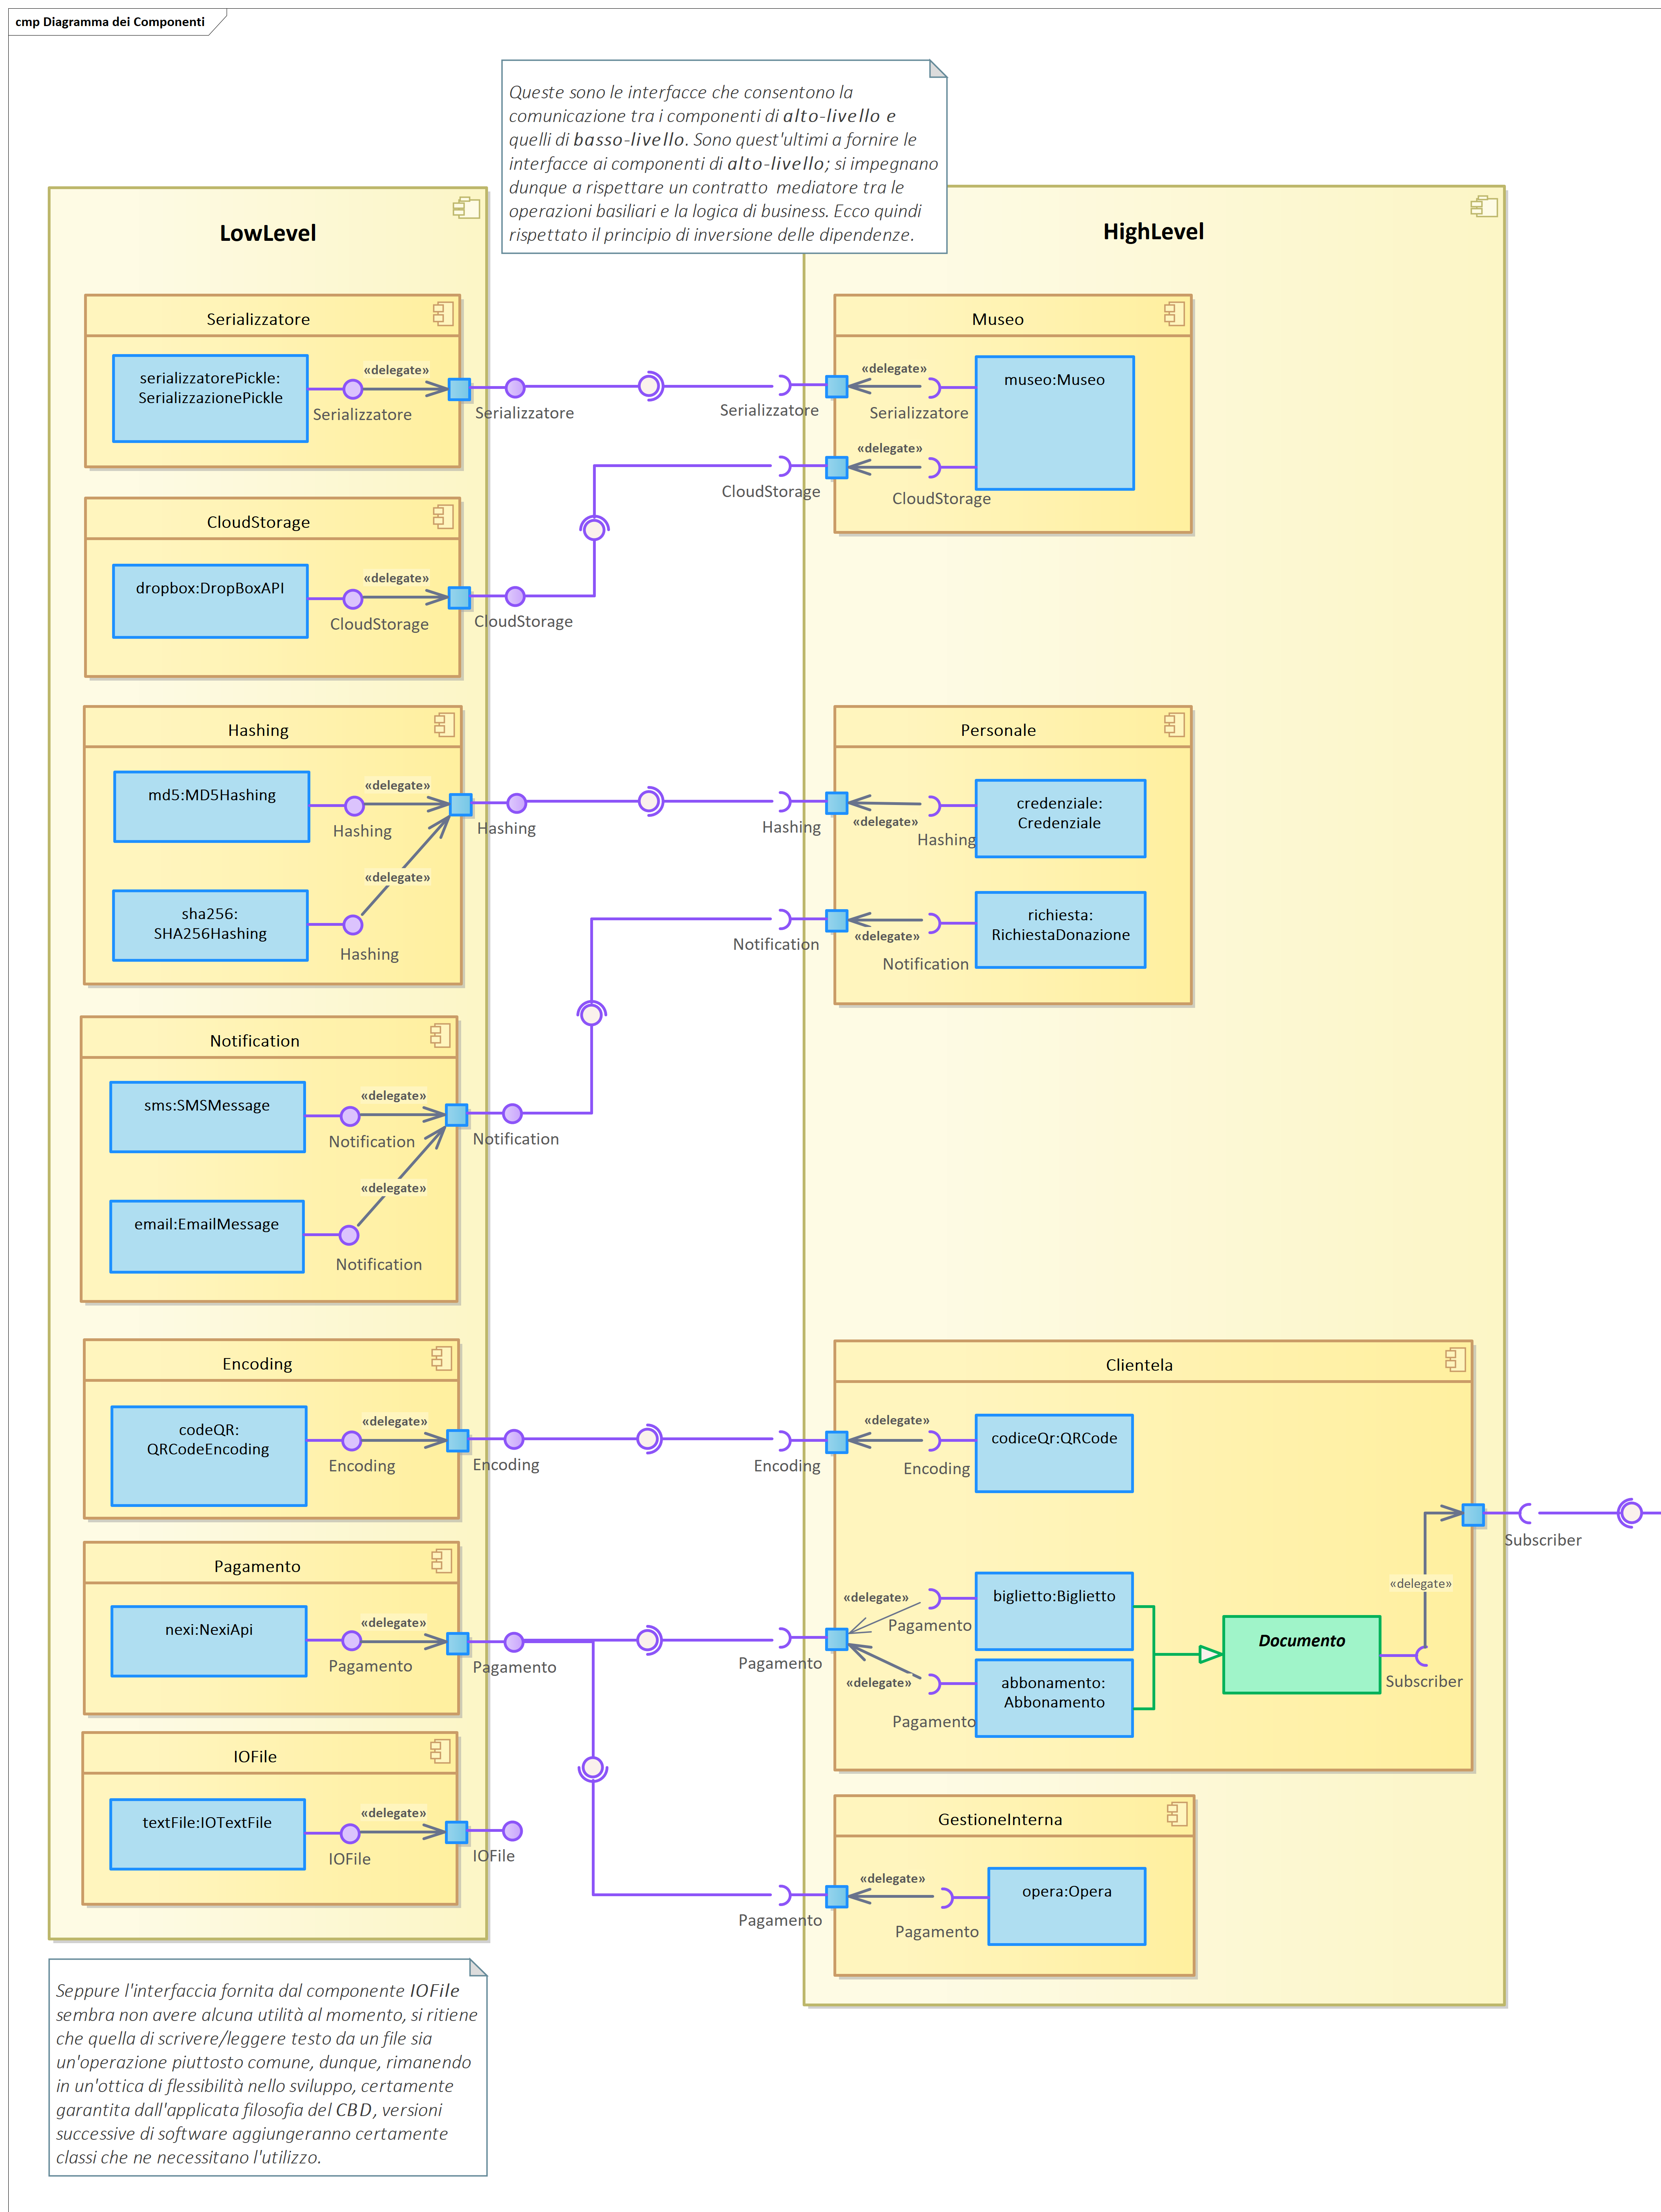 cmp Diagramma dei Componenti
Queste sono le interfacce che consentono la
comunicazione tra i componenti di alto-livello e
quelli di basso-livello. Sono quest'ultimi a fornire le
interfacce ai componenti di alto-livello; si impegnano
dunque a rispettare un contratto mediatore tra le
operazioni basiliari e la logica di business. Ecco quindi
rispettato il principio di inversione delle dipendenze.
LowLevel
Serializzatore
serializzatorePickle:
SerializzazionePickle
«delegate»
Serializzatore
Serializzatore
CloudStorage
dropbox:DropBoxAPI
«delegate»
CloudStorage
CloudStorage
Hashing
md5:MD5Hashing
«delegate»
Hashing
Hashing
«delegate»
sha256:
SHA256Hashing
Hashing
Notification
sms:SMSMessage
«delegate»
Notification
Notification
«delegate»
email:EmailMessage
Notification
Encoding
codeQR:
QRCodeEncoding
«delegate»
Encoding
Encoding
Pagamento
nexi:NexiApi
«delegate»
Pagamento
Pagamento
IOFile
textFile:IOTextFile
«delegate»
IOFile
IOFile
HighLevel
Museo
museo:Museo
«delegate»
Serializzatore
Serializzatore
«delegate»
CloudStorage
CloudStorage
Personale
credenziale:
Credenziale
«delegate»
Hashing
Hashing
richiesta:
RichiestaDonazione
«delegate»
Notification
Notification
Clientela
codiceQr:QRCode
«delegate»
Encoding
Encoding
Subscriber
«delegate»
biglietto:Biglietto
«delegate»
Pagamento
Documento
Pagamento
«delegate»
abbonamento:
Abbonamento
Subscriber
Pagamento
GestioneInterna
opera:Opera
«delegate»
Pagamento
Pagamento
Seppure l'interfaccia fornita dal componente IOFile
sembra non avere alcuna utilità al momento, si ritiene
che quella di scrivere/leggere testo da un file sia
un'operazione piuttosto comune, dunque, rimanendo
in un'ottica di flessibilità nello sviluppo, certamente
garantita dall'applicata filosofia del CBD, versioni
successive di software aggiungeranno certamente
classi che ne necessitano l'utilizzo.